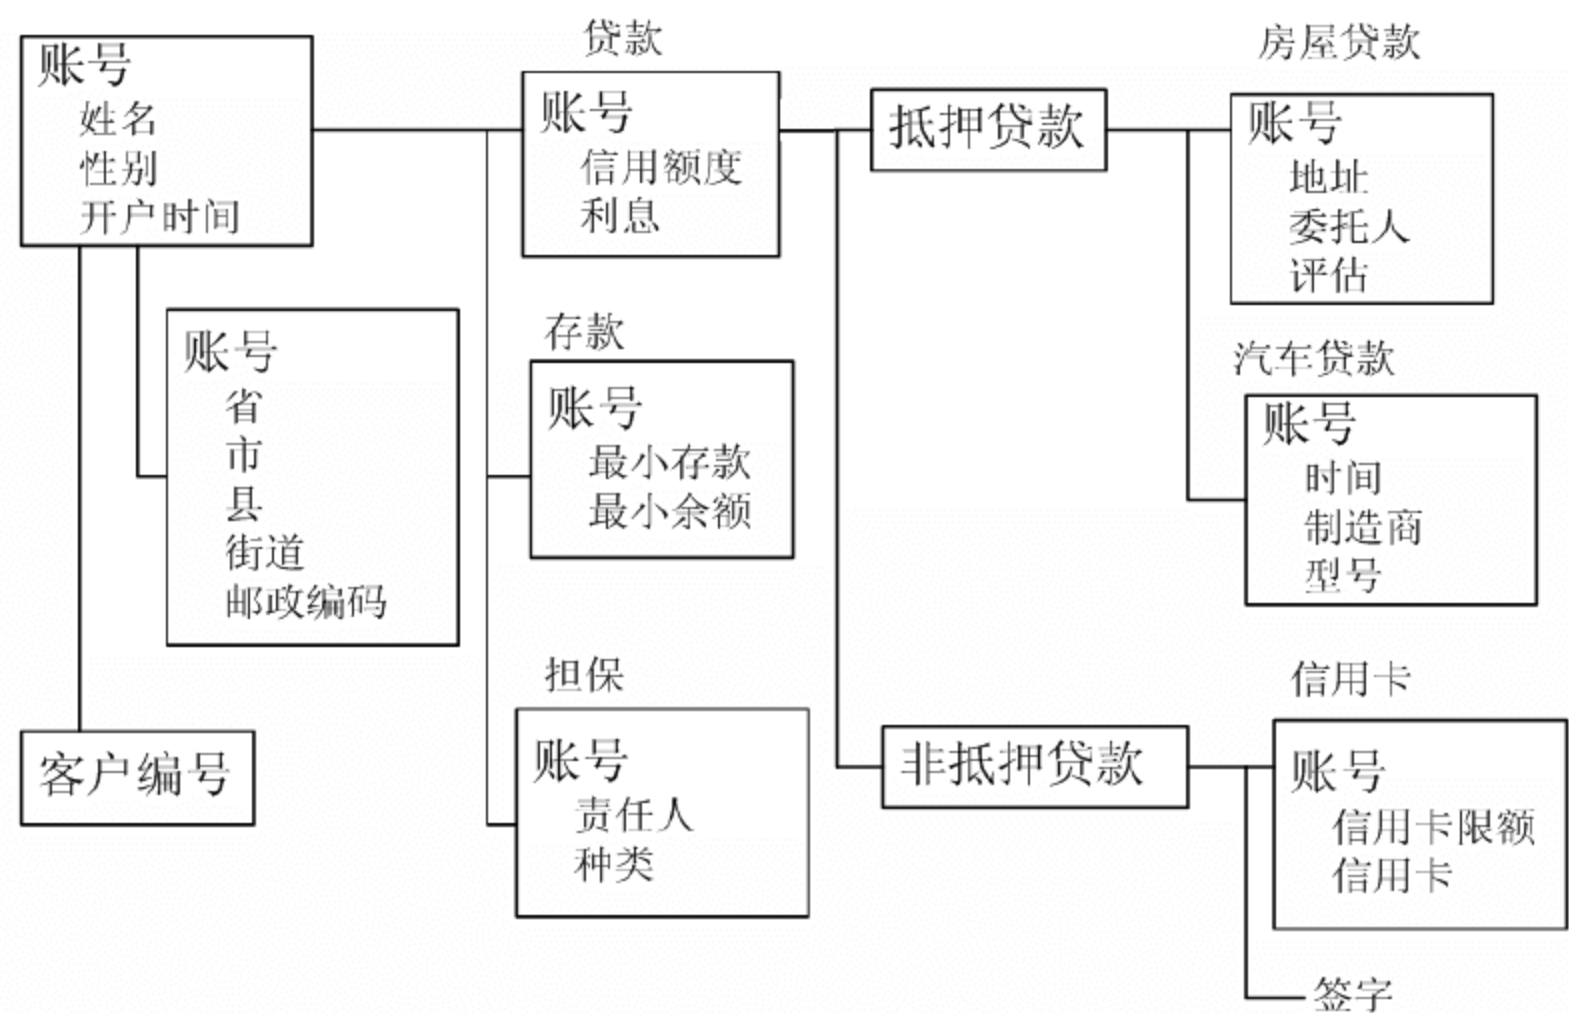 账号
姓名
性别
开户时间
账号
省
市
县
街道
邮政编码
客户编号
贷款
账号
信用额度
利息
存款
账号
最小存款
最小余额
担保
账号
责任人
种类
抵押贷款
非抵押贷款
房屋贷款
账号
地址
委托人
评估
汽车贷款
账号
时间
制造商
型号
信用卡
账号
信用卡限额
信用卡
签字